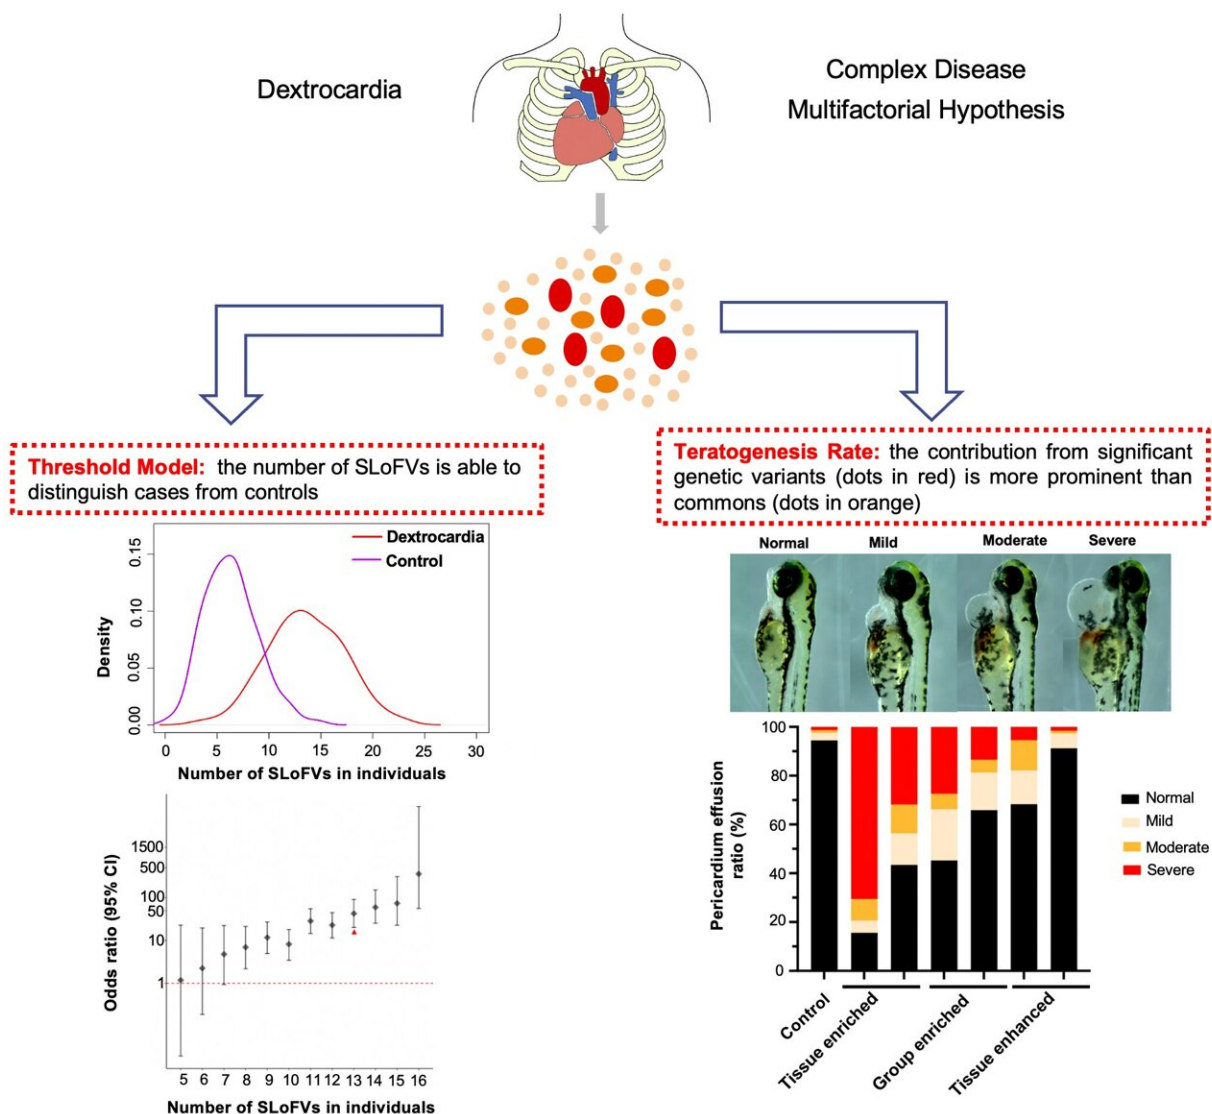 Dextrocardia
Complex Disease
Multifactorial Hypothesis
Threshold Model: the number of SLoFVs is able to
distinguish cases from controls
Dextrocardia
Control
Density
0.15
0.10
0.05
0.00
0 5 10 15 20 25 30
Number of SLoFVs in individuals
Odds ratio (95% CI)
1500
500
100
50
10
1
5 6 7 8 9 10 11 12 13 14 15 16
Number of SLoFVs in individuals
Teratogenesis Rate: the contribution from significant
genetic variants (dots in red) is more prominent than
commons (dots in orange)
Normal Mild Moderate Severe
Pericardium effusion
ratio (%)
100
80
60
40
20
0
Normal
Mild
Moderate
Severe
Control
Tissue enriched
Group enriched
Tissue enhanced